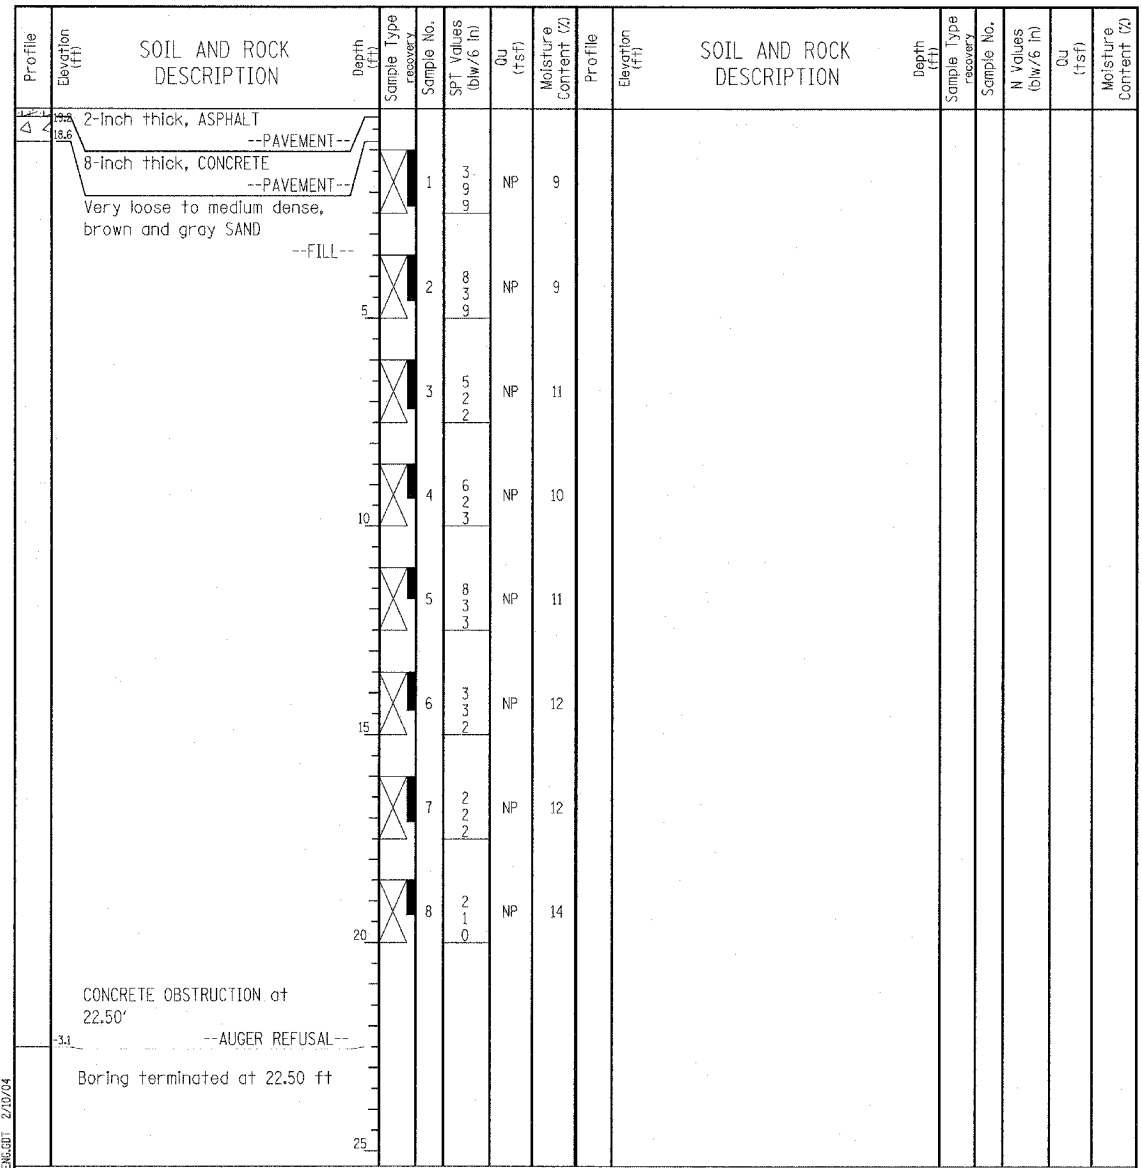 Profile
Elevation
(ft)
SOIL AND ROCK
DESCRIPTION
Depth
(ft)
Sample Type
recovery
Sample No.
SPT Values
(blw/6 in)
Qu
(tsf)
Moisture
Content (%)
Profile
Elevation
(ft)
SOIL AND ROCK
DESCRIPTION
Depth
(ft)
Sample Type
recovery
Sample No.
N Values
(blw/6 in)
Qu
(tsf)
Moisture
Content (%)
2-inch thick, ASPHALT
18.6
--PAVEMENT--
8-inch thick, CONCRETE
--PAVEMENT--
Very loose to medium dense,
brown and gray SAND
--FILL--
1
3
9
9
NP
9
2
8
3
9
NP
9
5
3
5
2
2
NP
11
4
6
2
3
NP
10
10
5
8
3
3
NP
11
6
3
3
2
NP
12
15
7
2
2
2
NP
12
8
2
1
0
NP
14
20
CONCRETE OBSTRUCTION at
22.50'
-3.1
--AUGER REFUSAL--
Boring terminated at 22.50 ft
25
ENG.GDT 2/10/04